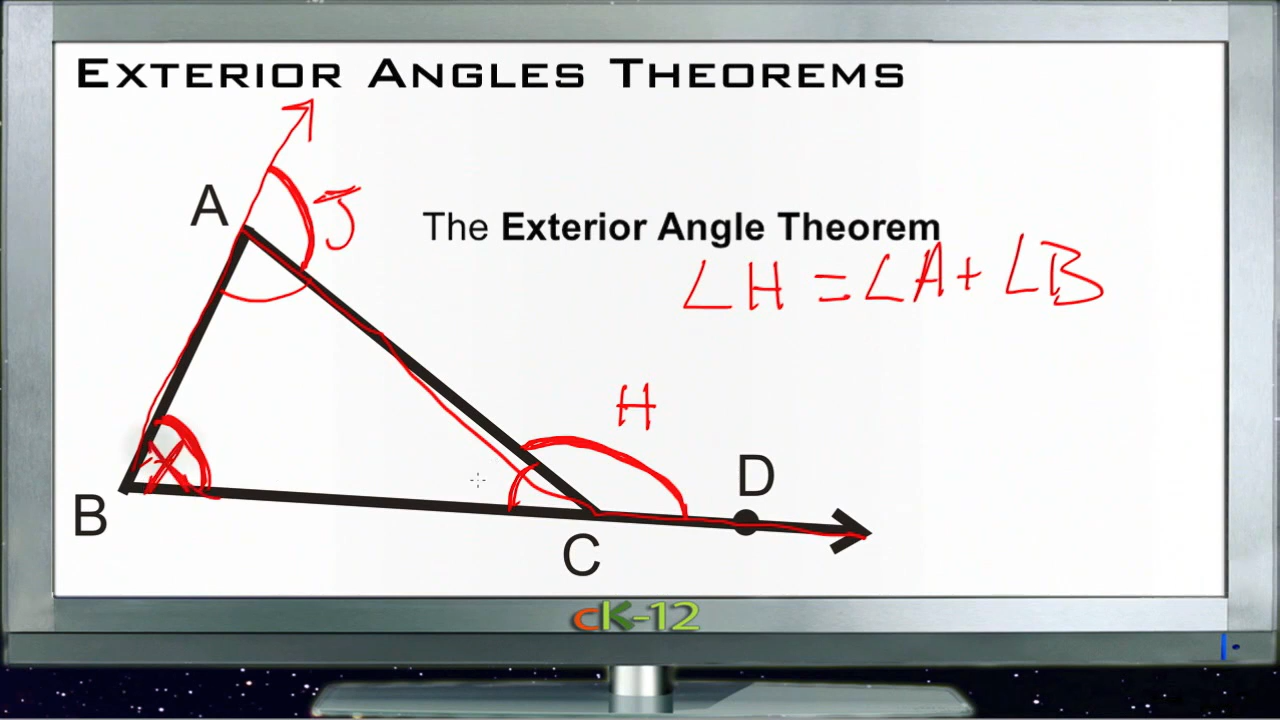 EXTERIOR ANGLES THEOREMS
A
J
The Exterior Angle Theorem
∠H = ∠A + ∠B
H
D
B
C
cK-12